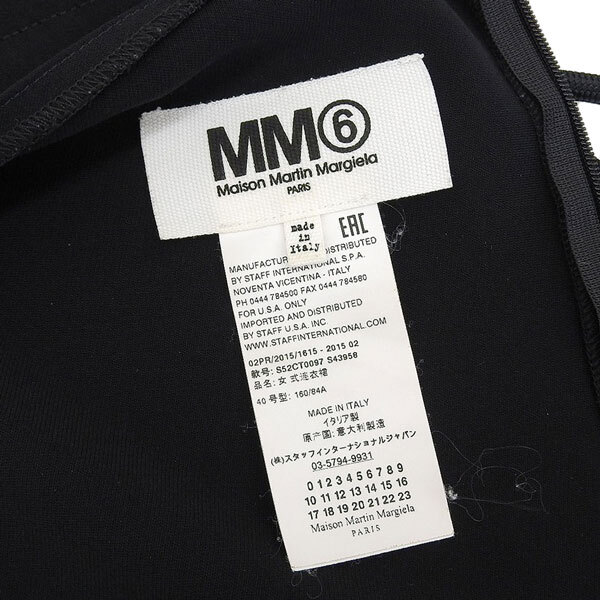 MM⑥
Maison Martin Margiela
PARIS
made
in
Italy
EAC
MANUFACTUR DISTRIBUTED
BY STAFF INTERNATIONAL S.P.A.
NOVENTA VICENTINA - ITALY
PH 0444 784500 FAX 0444 784580
FOR U.S.A. ONLY
IMPORTED AND DISTRIBUTED
BY STAFF U.S.A. INC.
WWW.STAFFINTERNATIONAL.COM
02PR/2015/1615 - 2015 02
款号: S52CT0097 S43958
品名: 女 式连衣裙
40 号型: 160/84A
MADE IN ITALY
イタリア製
原产国: 意大利製造
(株)スタッフインターナショナルジャパン
03-5794-9931
0 1 2 3 4 5 6 7 8 9
10 11 12 13 14 15 16
17 18 19 20 21 22 23
Maison Martin Margiela
PARIS